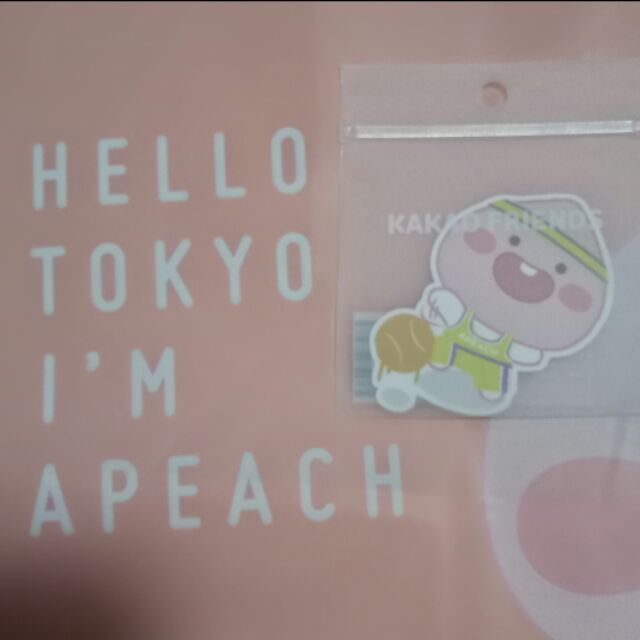 HELLO
TOKYO
I'M
APEACH
KAKAO FRIENDS